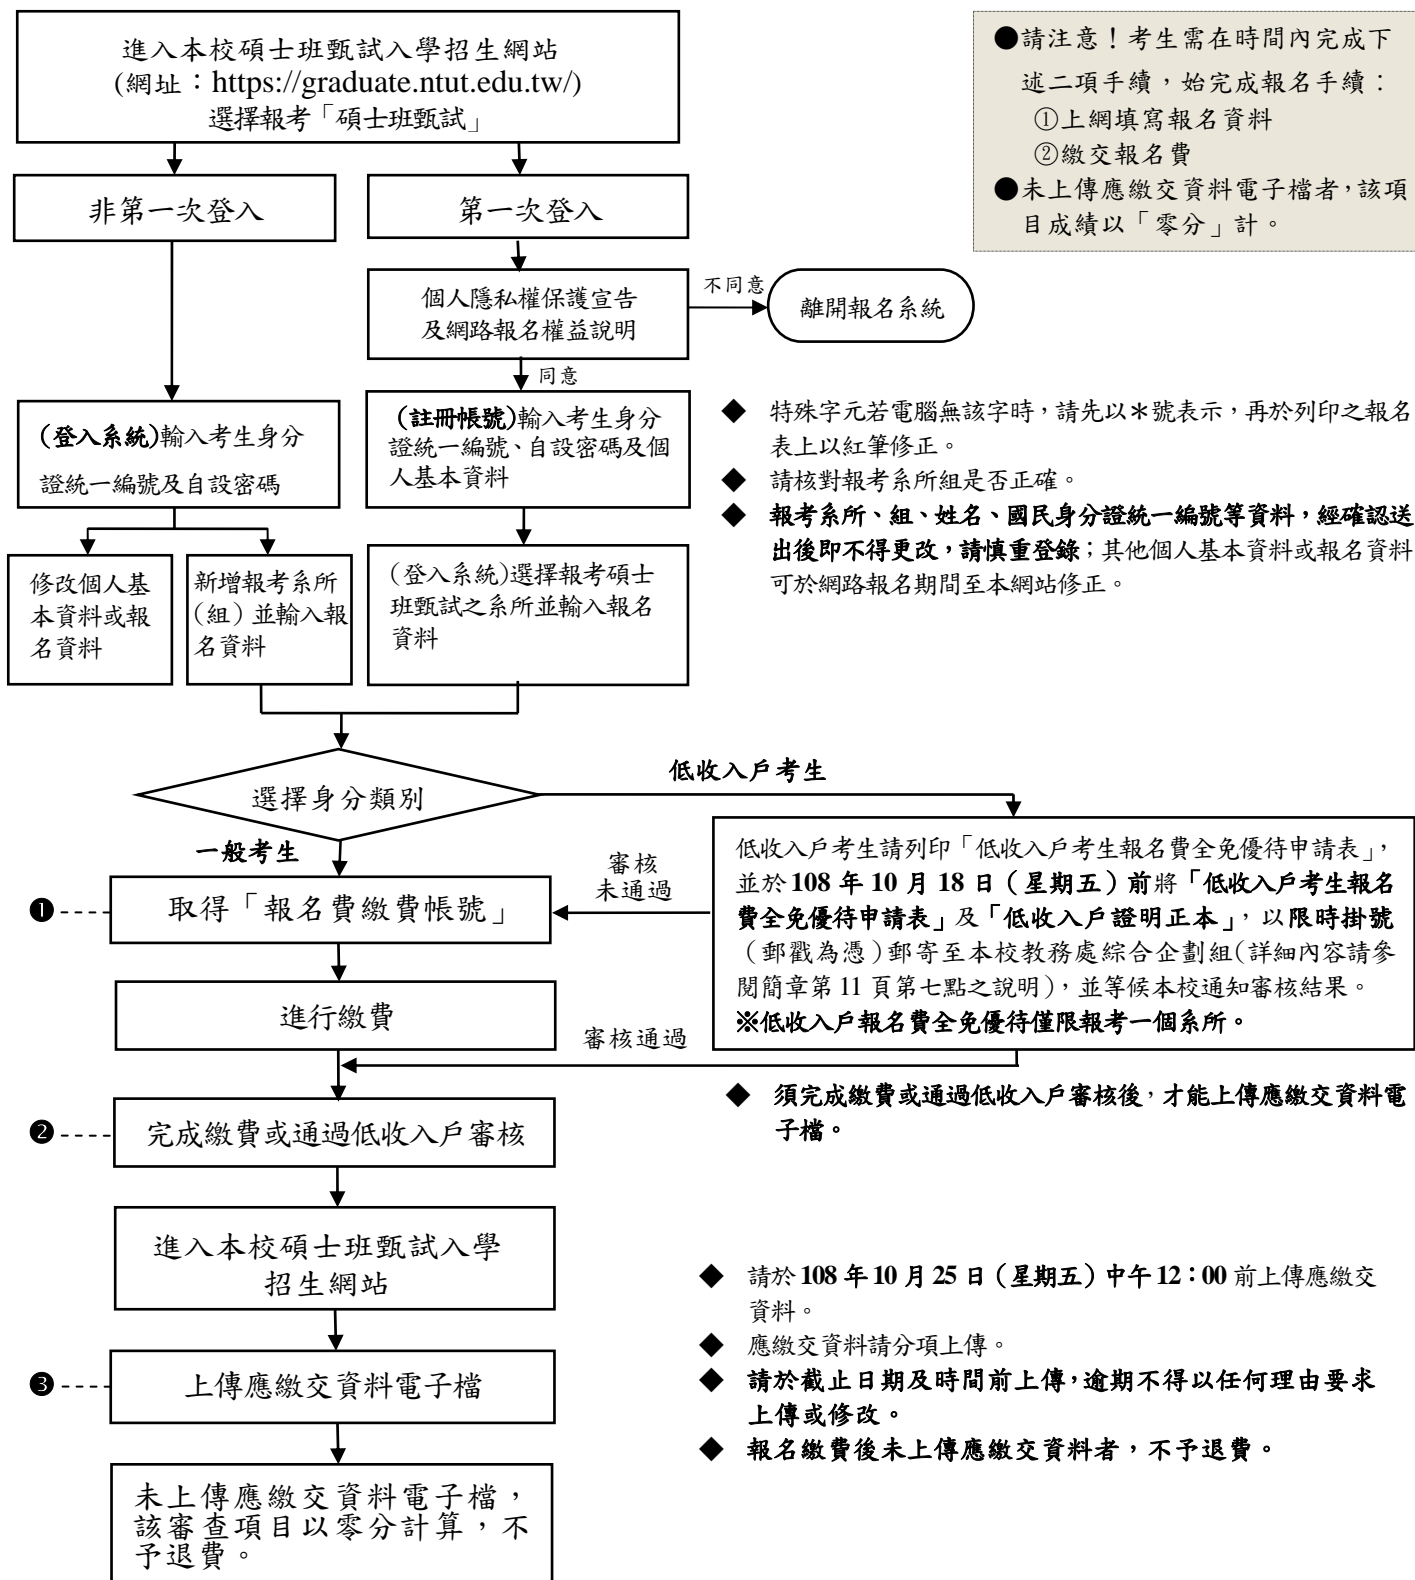 進入本校碩士班甄試入學招生網站
(網址：https://graduate.ntut.edu.tw/)
選擇報考「碩士班甄試」
●請注意！考生需在時間內完成下
述二項手續，始完成報名手續：
①上網填寫報名資料
②繳交報名費
●未上傳應繳交資料電子檔者，該項
目成績以「零分」計。
非第一次登入
第一次登入
個人隱私權保護宣告
及網路報名權益說明
不同意
離開報名系統
同意
(登入系統)輸入考生身分
證統一編號及自設密碼
(註冊帳號)輸入考生身分
證統一編號、自設密碼及個
人基本資料
◆ 特殊字元若電腦無該字時，請先以＊號表示，再於列印之報名
表上以紅筆修正。
◆ 請核對報考系所組是否正確。
◆ 報考系所、組、姓名、國民身分證統一編號等資料，經確認送
出後即不得更改，請慎重登錄；其他個人基本資料或報名資料
可於網路報名期間至本網站修正。
修改個人基
本資料或報
名資料
新增報考系所
（組）並輸入報
名資料
(登入系統)選擇報考碩士
班甄試之系所並輸入報名
資料
選擇身分類別
低收入戶考生
一般考生
低收入戶考生請列印「低收入戶考生報名費全免優待申請表」，
並於 108 年 10 月 18 日（星期五）前將「低收入戶考生報名
費全免優待申請表」及「低收入戶證明正本」，以限時掛號
（郵戳為憑）郵寄至本校教務處綜合企劃組(詳細內容請參
閱簡章第 11 頁第七點之說明)，並等候本校通知審核結果。
※低收入戶報名費全免優待僅限報考一個系所。
審核
未通過
❶
取得「報名費繳費帳號」
進行繳費
審核通過
◆ 須完成繳費或通過低收入戶審核後，才能上傳應繳交資料電
子檔。
❷
完成繳費或通過低收入戶審核
進入本校碩士班甄試入學
招生網站
◆ 請於 108 年 10 月 25 日（星期五）中午 12：00 前上傳應繳交
資料。
◆ 應繳交資料請分項上傳。
◆ 請於截止日期及時間前上傳，逾期不得以任何理由要求
上傳或修改。
◆ 報名繳費後未上傳應繳交資料者，不予退費。
❸
上傳應繳交資料電子檔
未上傳應繳交資料電子檔，
該審查項目以零分計算，不
予退費。